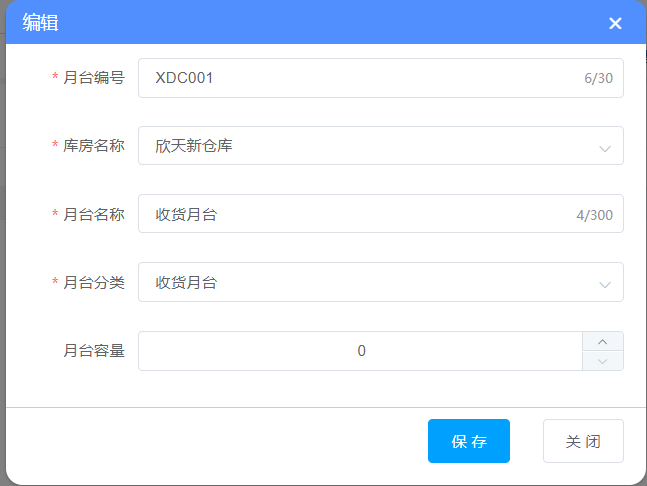 编辑
* 月台编号 XDC001 6/30
* 库房名称 欣天新仓库
* 月台名称 收货月台 4/300
* 月台分类 收货月台
月台容量 0
保 存 关 闭